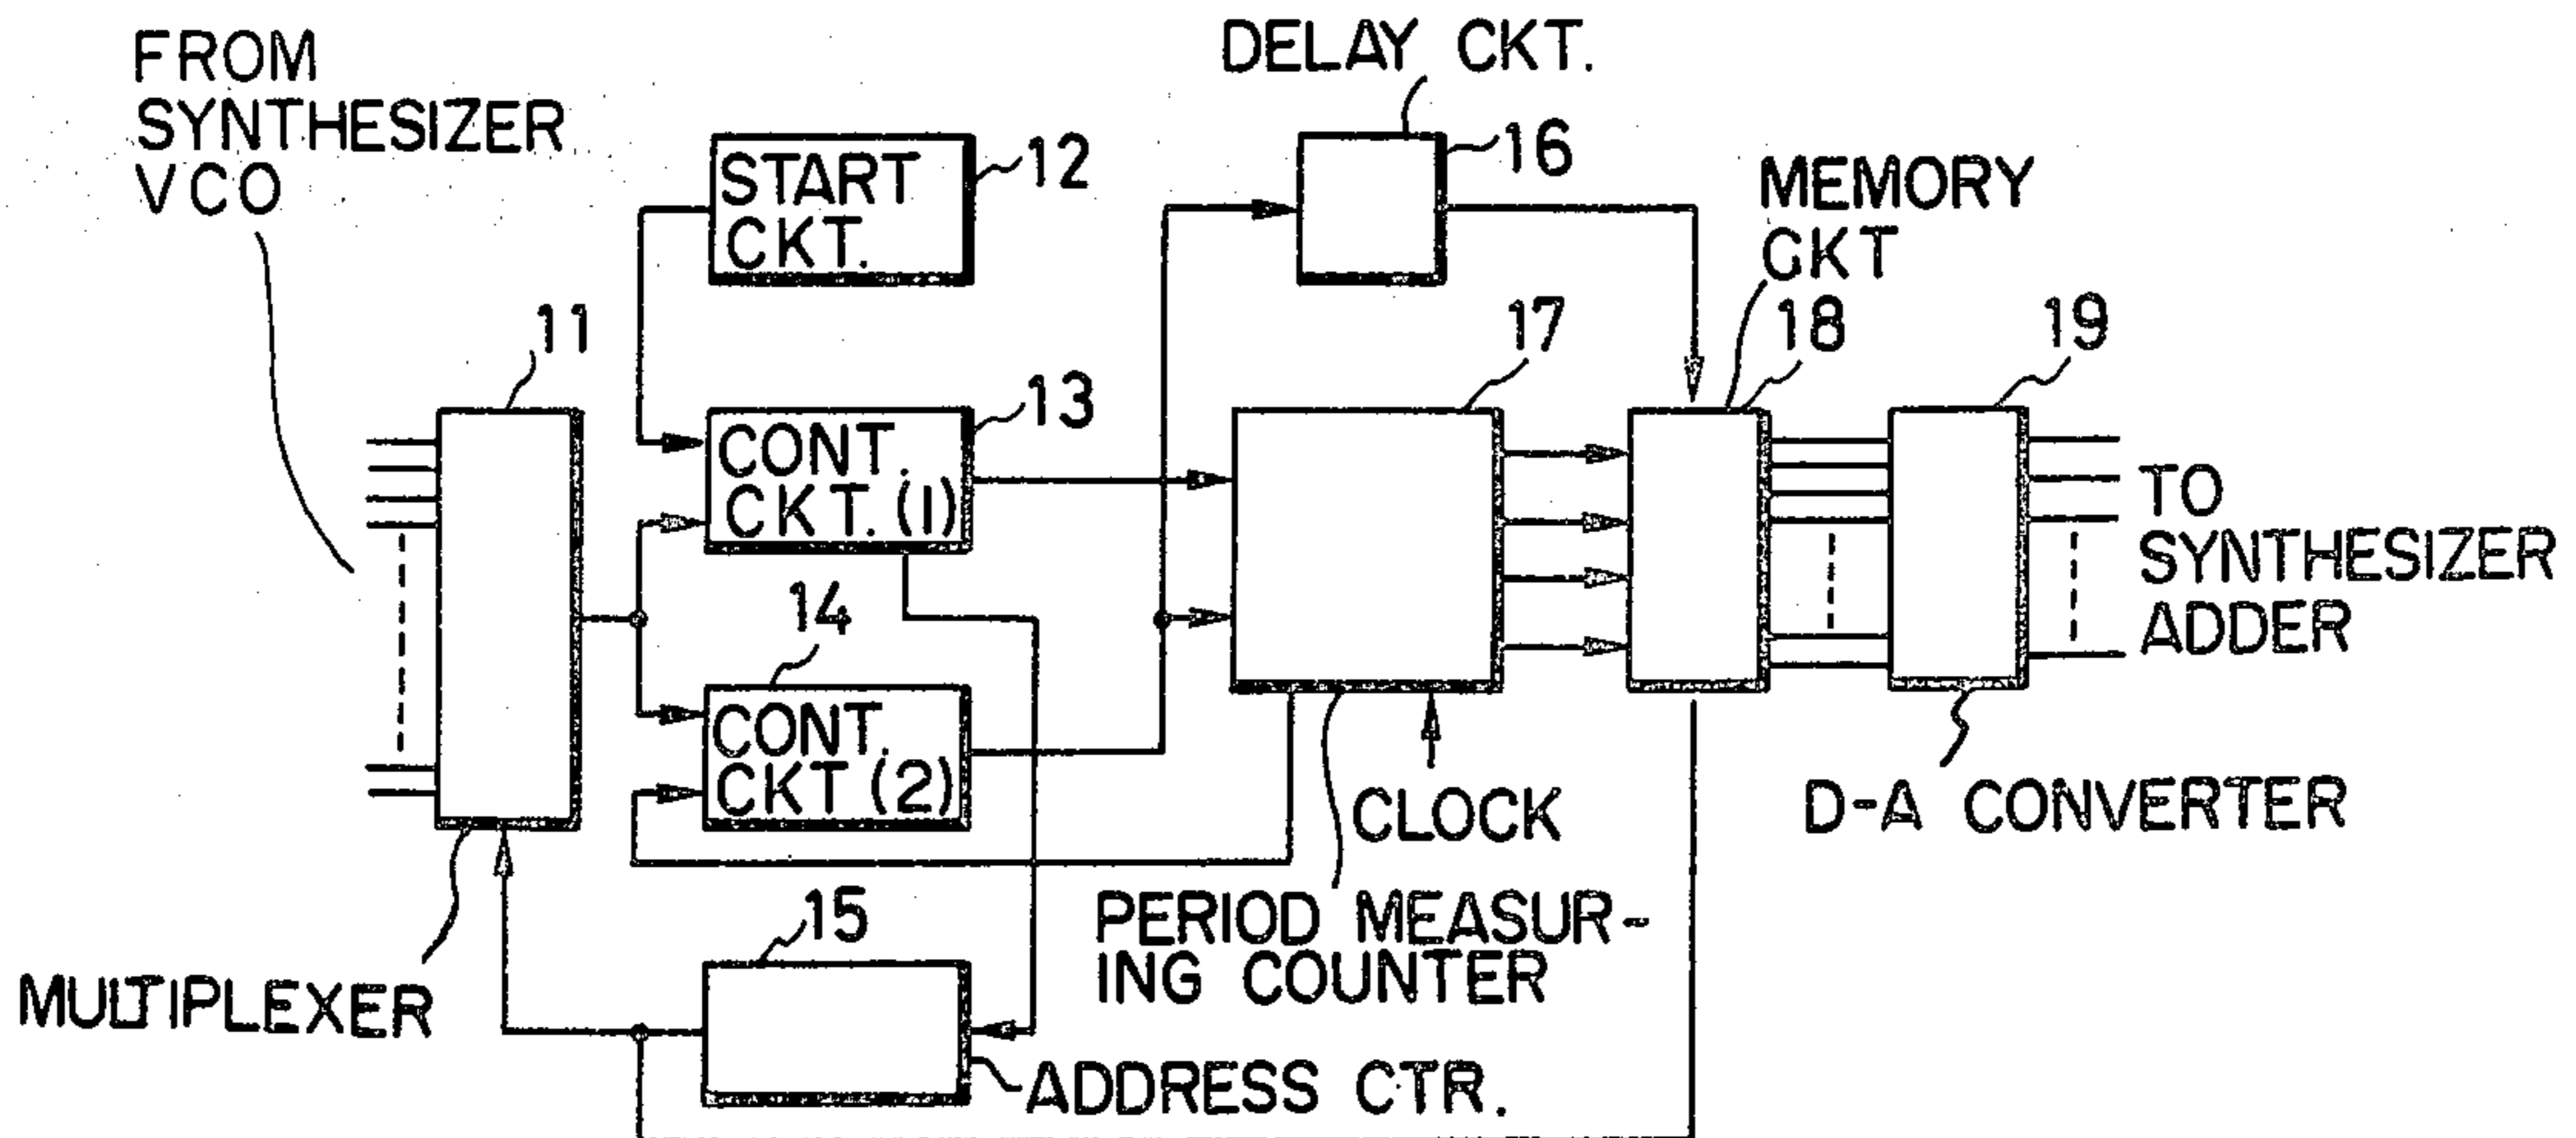 FROM
SYNTHESIZER
VCO
DELAY CKT.
START
CKT.
12
16
MEMORY
CKT
11
13
17
18
19
CONT.
CKT. (1)
14
CONT.
CKT (2)
TO
SYNTHESIZER
ADDER
CLOCK
D-A CONVERTER
15
PERIOD MEASUR-
ING COUNTER
MULTIPLEXER
ADDRESS CTR.